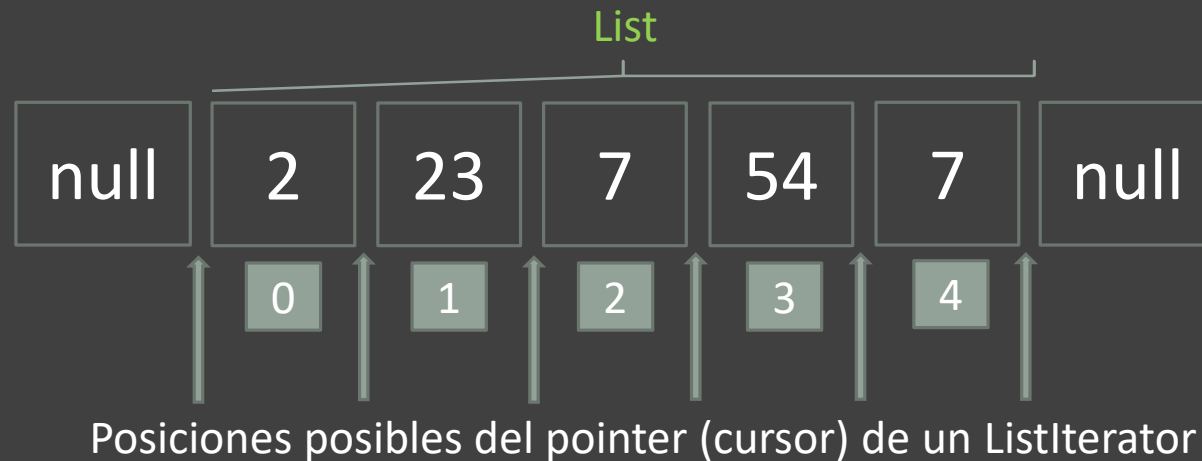 List
null 2 23 7 54 7 null
0 1 2 3 4
Posiciones posibles del pointer (cursor) de un ListIterator